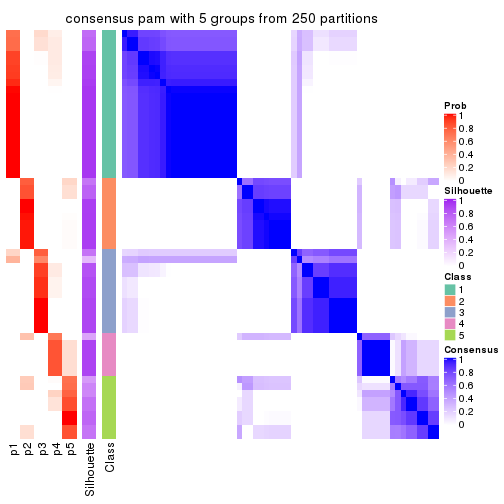 consensus pam with 5 groups from 250 partitions
Prob
1
0.8
0.6
0.4
0.2
0
Silhouette
1
0.8
0.6
0.4
0.2
0
Class
1
2
3
4
5
Consensus
1
0.8
0.6
0.4
0.2
0
p1
p2
p3
p4
p5
Silhouette
Class